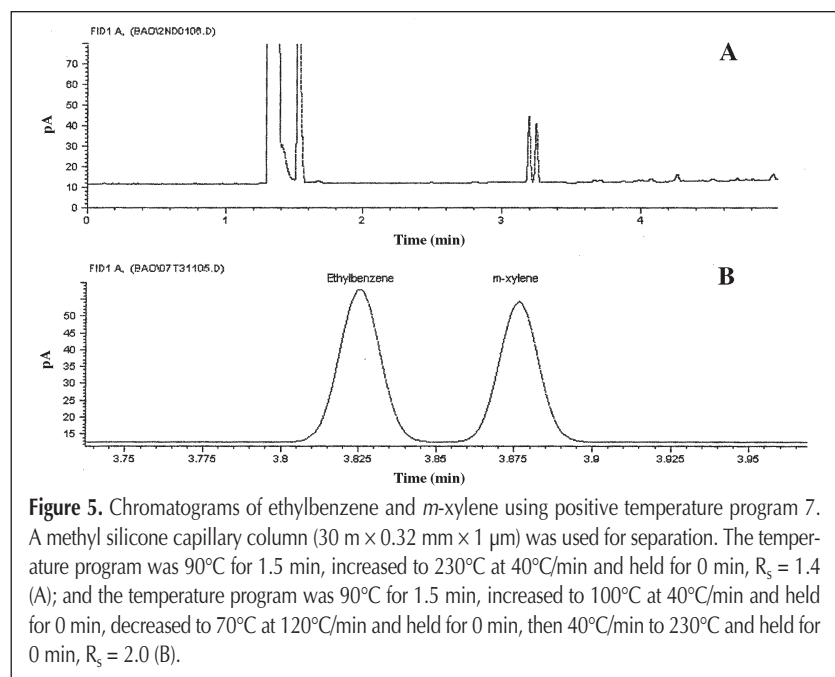 FID1 A, (BAO\2ND0106.D)
A
70
60
50
40
30
20
10
0
pA
0 1 2 3 4
Time (min)
FID1 A, (BAO\07T31105.D)
B
Ethylbenzene m-xylene
50
45
40
35
30
25
20
15
pA
3.75 3.775 3.8 3.825 3.85 3.875 3.9 3.925 3.95
Time (min)
Figure 5. Chromatograms of ethylbenzene and m-xylene using positive temperature program 7.
A methyl silicone capillary column (30 m × 0.32 mm × 1 µm) was used for separation. The temper-
ature program was 90°C for 1.5 min, increased to 230°C at 40°C/min and held for 0 min, Rs = 1.4
(A); and the temperature program was 90°C for 1.5 min, increased to 100°C at 40°C/min and held
for 0 min, decreased to 70°C at 120°C/min and held for 0 min, then 40°C/min to 230°C and held for
0 min, Rs = 2.0 (B).